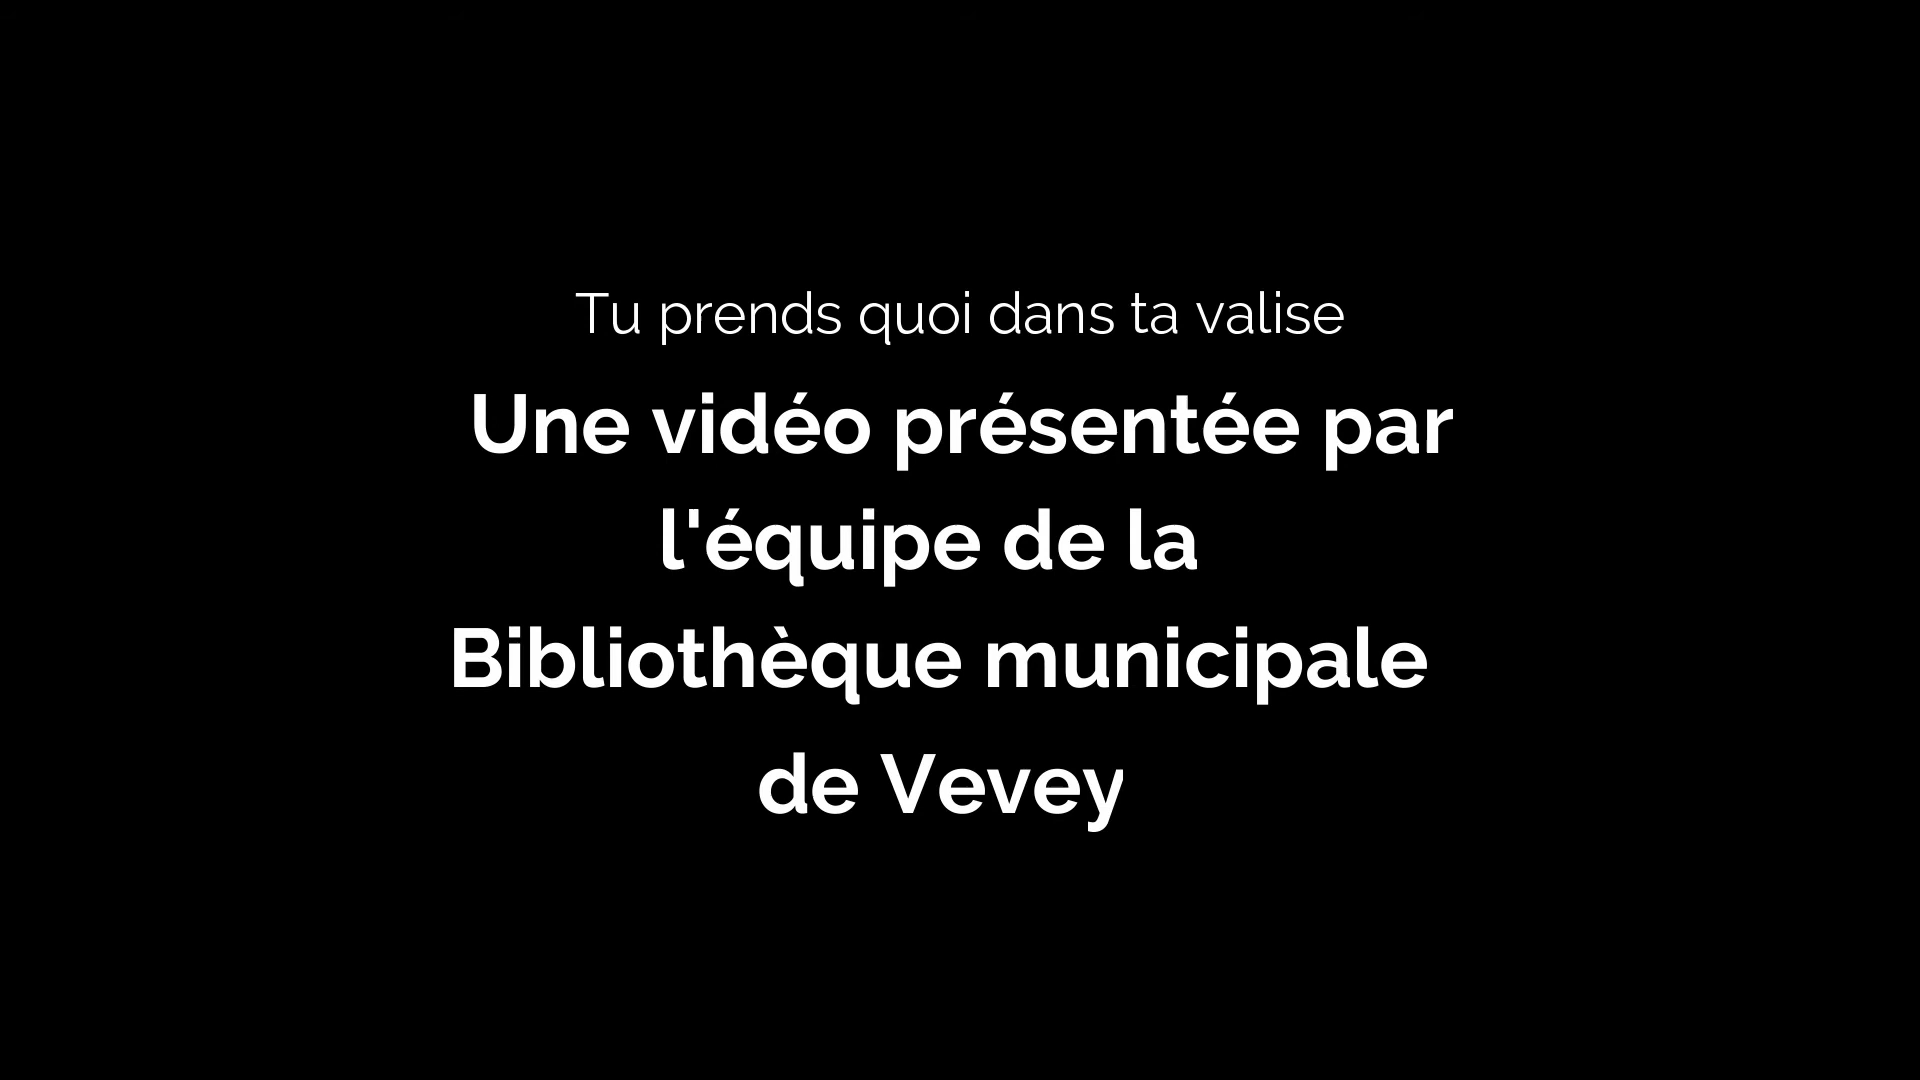 Tu prends quoi dans ta valise
Une vidéo présentée par
l'équipe de la
Bibliothèque municipale
de Vevey